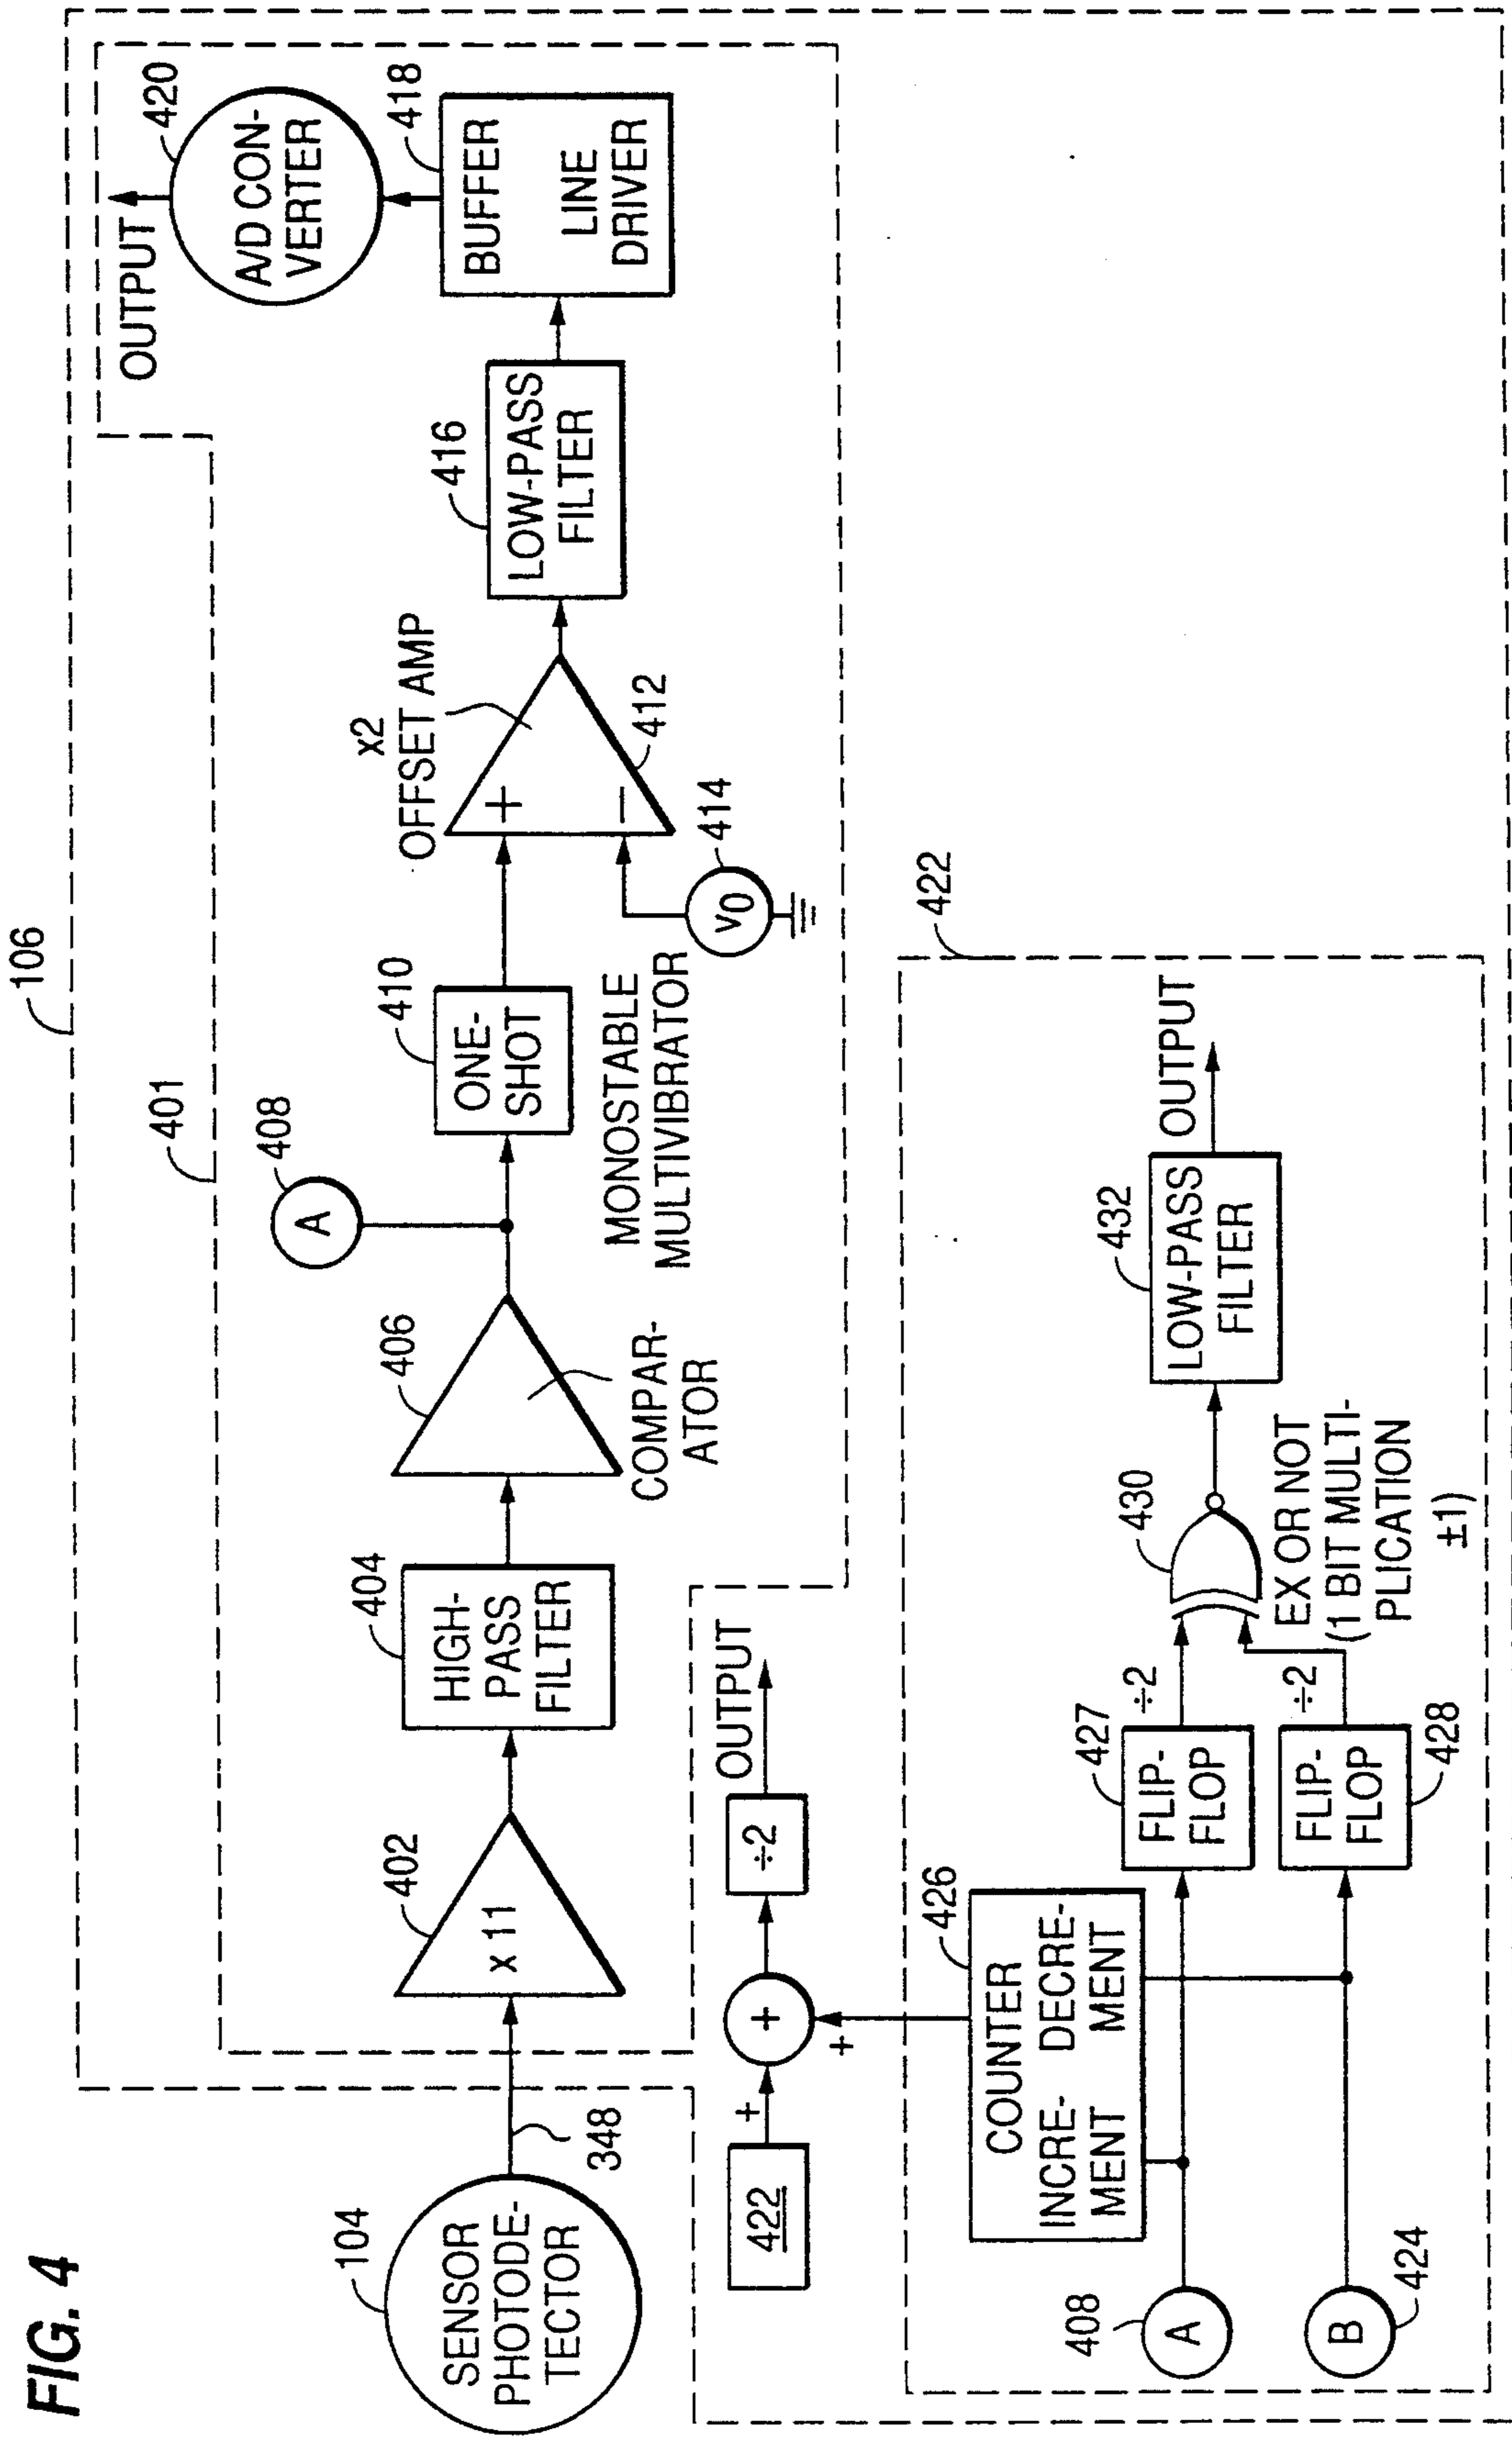 FIG. 4
106
401
104
SENSOR
PHOTODE-
TECTOR
348
402
x 11
404
HIGH-
PASS
FILTER
406
COMPAR-
ATOR
408
A
410
ONE-
SHOT
MONOSTABLE
MULTIVIBRATOR
x2
OFFSET AMP
+
−
412
414
V0
416
LOW-PASS
FILTER
418
BUFFER
LINE
DRIVER
420
A/D CON-
VERTER
OUTPUT
422
+
+
+
÷2
OUTPUT
422
426
COUNTER
INCRE- DECRE-
MENT MENT
408
A
B
424
427
FLIP-
FLOP
÷2
FLIP-
FLOP
428
÷2
430
EX OR NOT
(1 BIT MULTI-
PLICATION
±1)
432
LOW-PASS
FILTER
OUTPUT